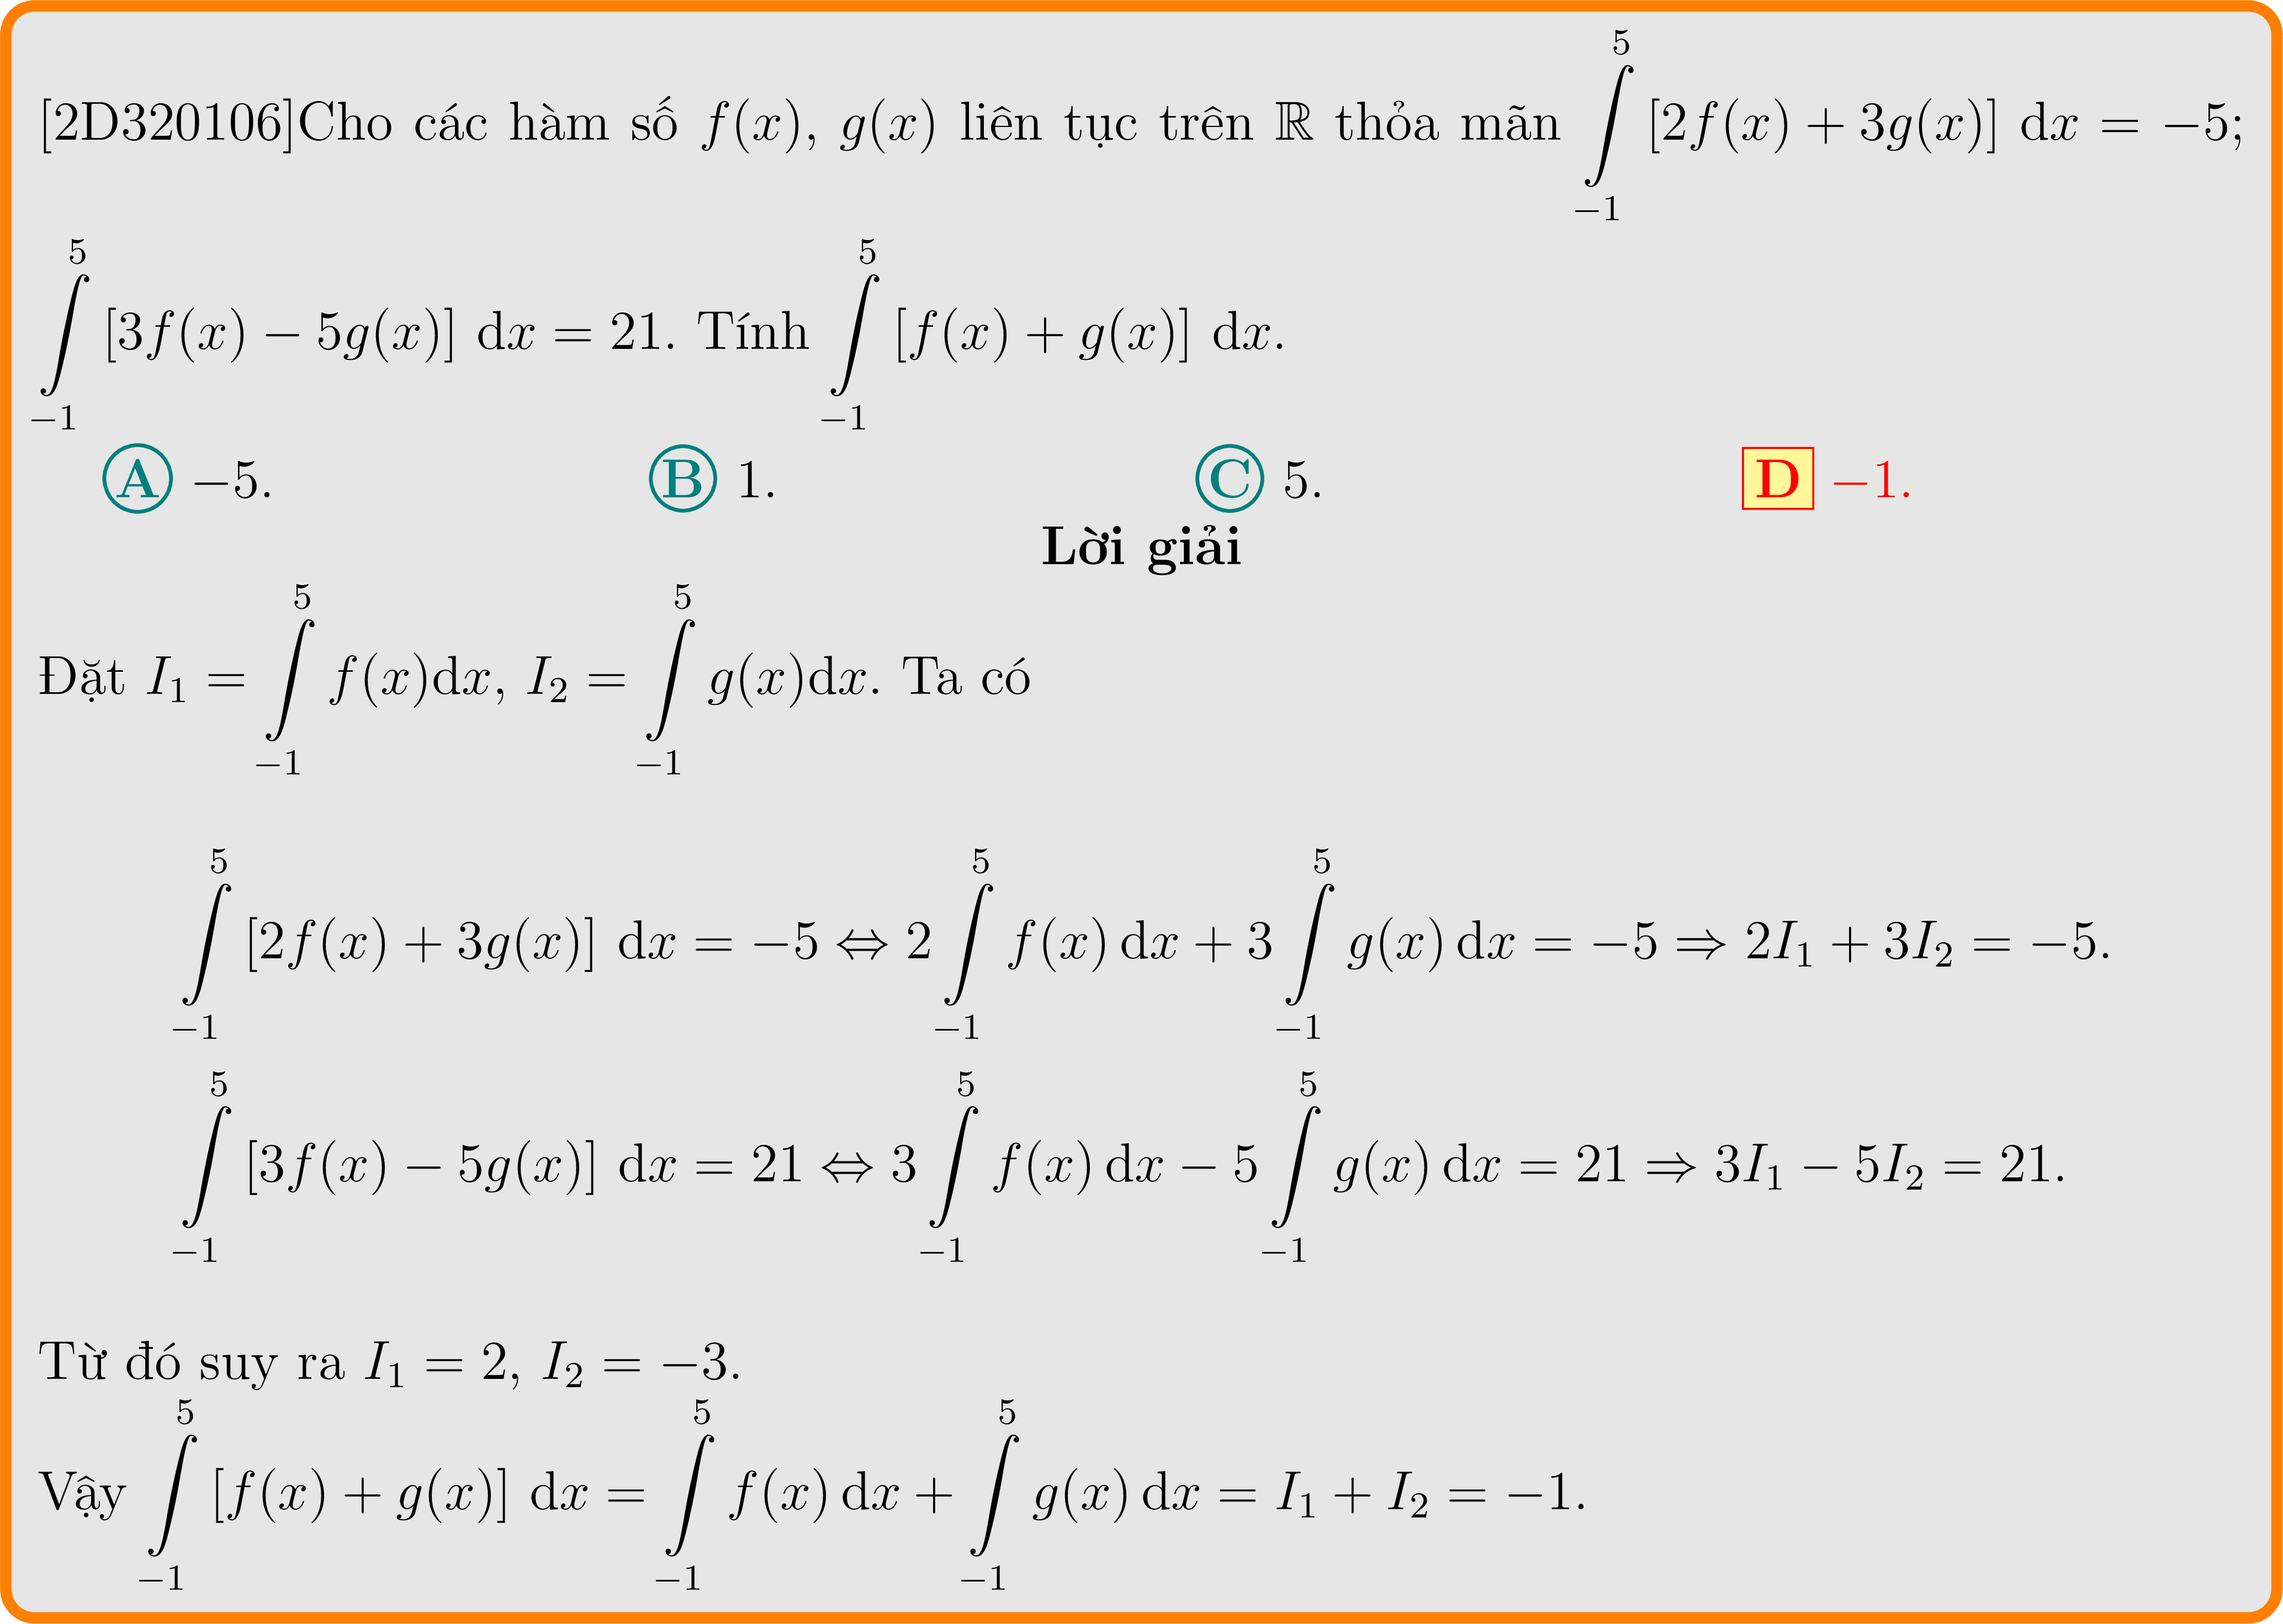 [2D320106]Cho các hàm số $f(x)$, $g(x)$ liên tục trên $\mathbb{R}$ thỏa mãn $\int\limits_{-1}^{5} [2f(x) + 3g(x)] \mathrm{d}x = -5$;
$\int\limits_{-1}^{5} [3f(x) - 5g(x)] \mathrm{d}x = 21$. Tính $\int\limits_{-1}^{5} [f(x) + g(x)] \mathrm{d}x$.
A $-5$. B $1$. C $5$. D $-1$.
Lời giải
Đặt $I_1 = \int\limits_{-1}^{5} f(x)\mathrm{d}x$, $I_2 = \int\limits_{-1}^{5} g(x)\mathrm{d}x$. Ta có
$\int\limits_{-1}^{5} [2f(x) + 3g(x)] \mathrm{d}x = -5 \Leftrightarrow 2\int\limits_{-1}^{5} f(x)\,\mathrm{d}x + 3\int\limits_{-1}^{5} g(x)\,\mathrm{d}x = -5 \Rightarrow 2I_1 + 3I_2 = -5.$
$\int\limits_{-1}^{5} [3f(x) - 5g(x)] \mathrm{d}x = 21 \Leftrightarrow 3\int\limits_{-1}^{5} f(x)\,\mathrm{d}x - 5\int\limits_{-1}^{5} g(x)\,\mathrm{d}x = 21 \Rightarrow 3I_1 - 5I_2 = 21.$
Từ đó suy ra $I_1 = 2$, $I_2 = -3$.
Vậy $\int\limits_{-1}^{5} [f(x) + g(x)] \mathrm{d}x = \int\limits_{-1}^{5} f(x)\,\mathrm{d}x + \int\limits_{-1}^{5} g(x)\,\mathrm{d}x = I_1 + I_2 = -1$.